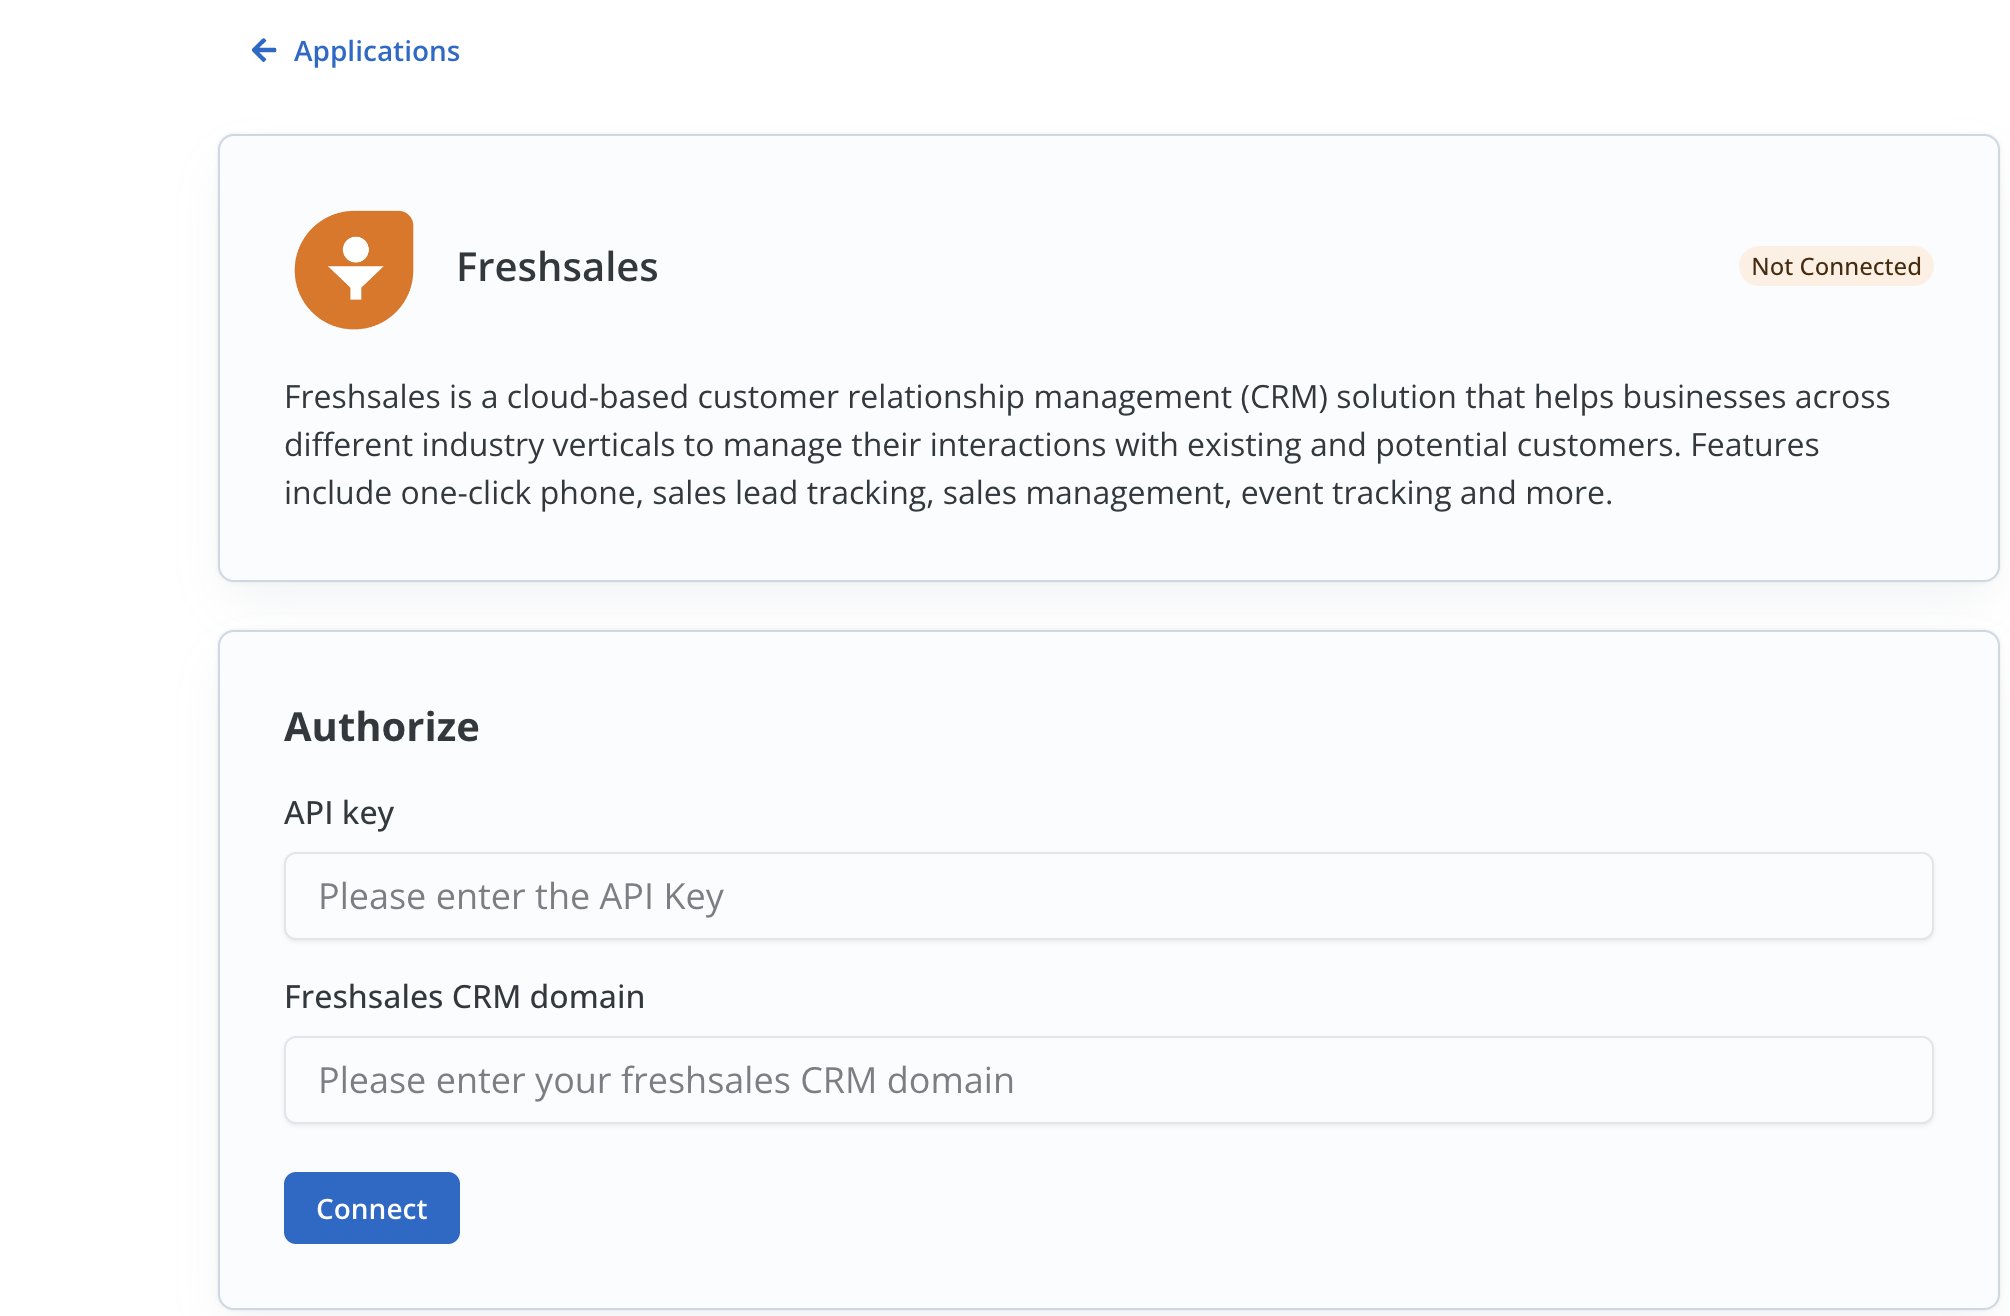 Applications
Freshsales
Not Connected
Freshsales is a cloud-based customer relationship management (CRM) solution that helps businesses across
different industry verticals to manage their interactions with existing and potential customers. Features
include one-click phone, sales lead tracking, sales management, event tracking and more.
Authorize
API key
Please enter the API Key
Freshsales CRM domain
Please enter your freshsales CRM domain
Connect